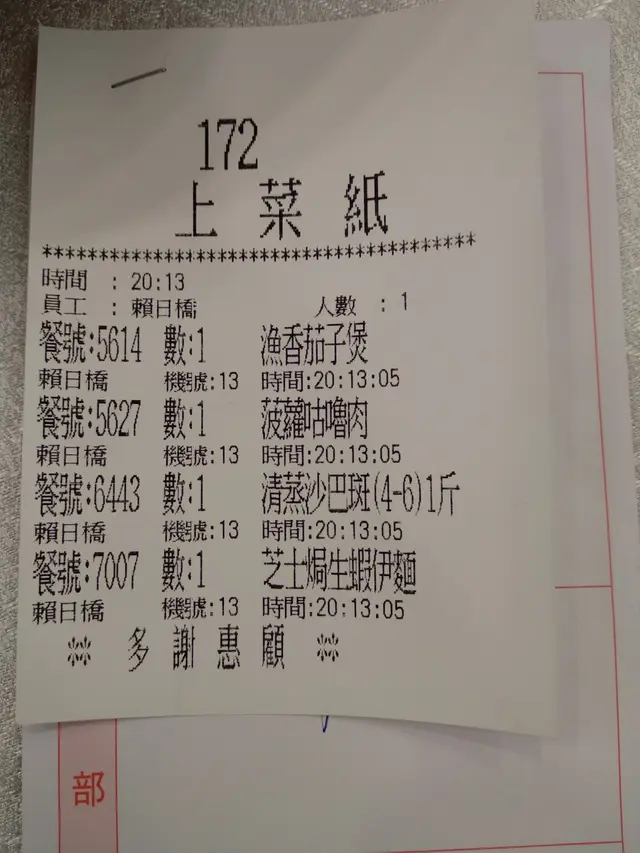 172
上菜紙
****************************************
時間 : 20:13
員工 : 賴日橋 人數 : 1
餐號:5614 數:1 漁香茄子煲
賴日橋 機號:13 時間:20:13:05
餐號:5627 數:1 菠蘿咕嚕肉
賴日橋 機號:13 時間:20:13:05
餐號:6443 數:1 清蒸沙巴斑(4-6)1斤
賴日橋 機號:13 時間:20:13:05
餐號:7007 數:1 芝士焗生蝦伊麵
賴日橋 機號:13 時間:20:13:05
** 多謝惠顧 **
部